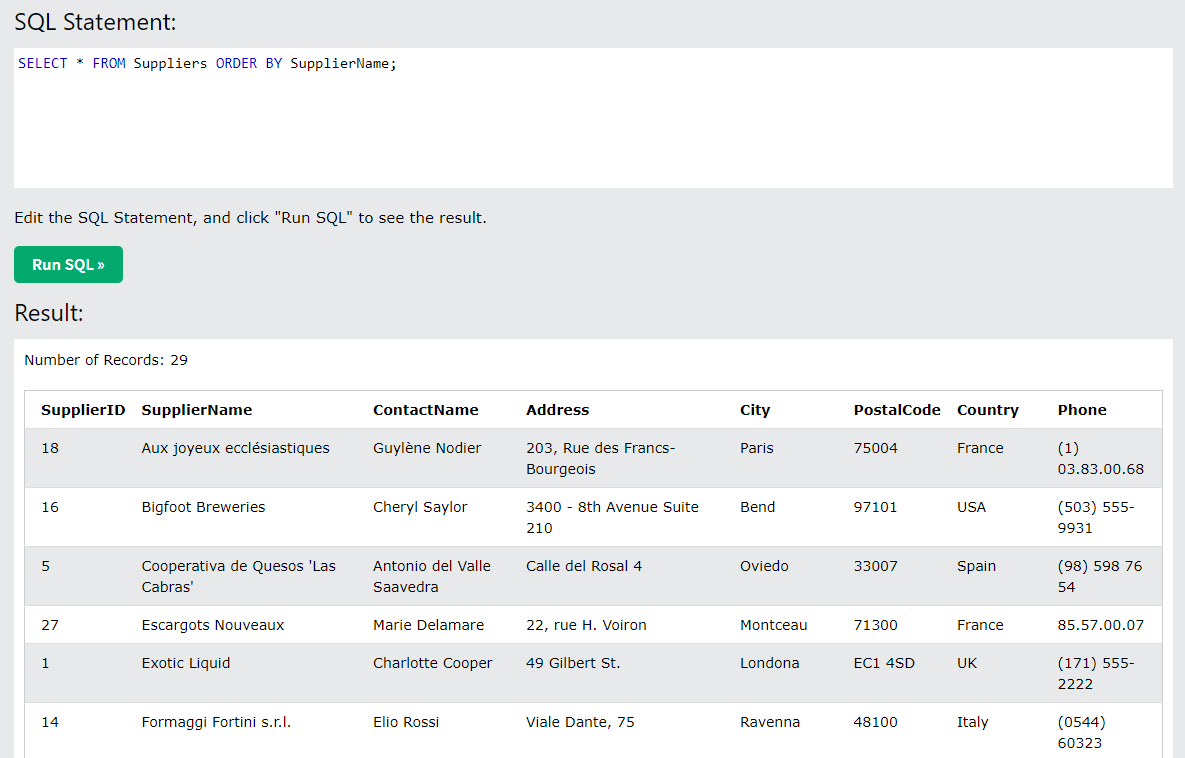 SQL Statement:
SELECT * FROM Suppliers ORDER BY SupplierName;
Edit the SQL Statement, and click "Run SQL" to see the result.
Run SQL »
Result:
Number of Records: 29
SupplierID SupplierName ContactName Address City PostalCode Country Phone
18 Aux joyeux ecclésiastiques Guylène Nodier 203, Rue des Francs- Paris 75004 France (1)
Bourgeois 03.83.00.68
16 Bigfoot Breweries Cheryl Saylor 3400 - 8th Avenue Suite Bend 97101 USA (503) 555-
210 9931
5 Cooperativa de Quesos 'Las Antonio del Valle Calle del Rosal 4 Oviedo 33007 Spain (98) 598 76
Cabras' Saavedra 54
27 Escargots Nouveaux Marie Delamare 22, rue H. Voiron Montceau 71300 France 85.57.00.07
1 Exotic Liquid Charlotte Cooper 49 Gilbert St. Londona EC1 4SD UK (171) 555-
2222
14 Formaggi Fortini s.r.l. Elio Rossi Viale Dante, 75 Ravenna 48100 Italy (0544)
60323